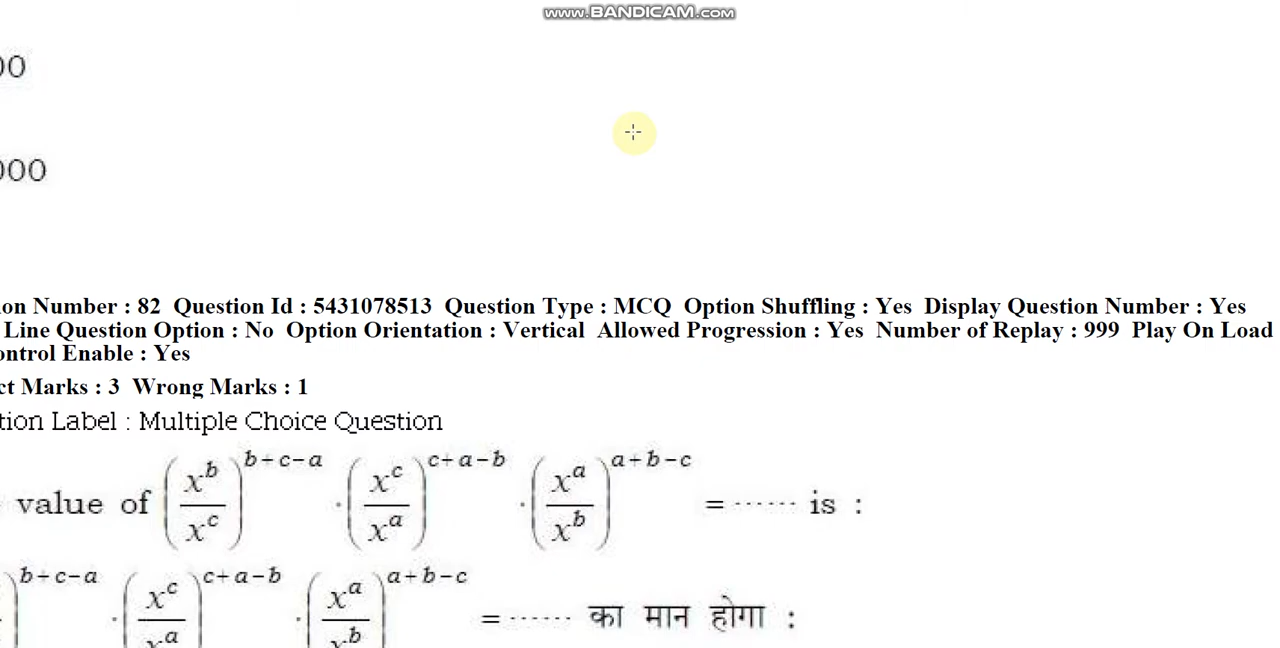 www.BANDICAM.com
00
000
on Number : 82 Question Id : 5431078513 Question Type : MCQ Option Shuffling : Yes Display Question Number : Yes
Line Question Option : No Option Orientation : Vertical Allowed Progression : Yes Number of Replay : 999 Play On Load
ontrol Enable : Yes
ct Marks : 3 Wrong Marks : 1
tion Label : Multiple Choice Question
value of (x^b/x^c)^{b+c-a} · (x^c/x^a)^{c+a-b} · (x^a/x^b)^{a+b-c} = ······ is :
)^{b+c-a} · (x^c/x^a)^{c+a-b} · (x^a/x^b)^{a+b-c} = ······ का मान होगा :